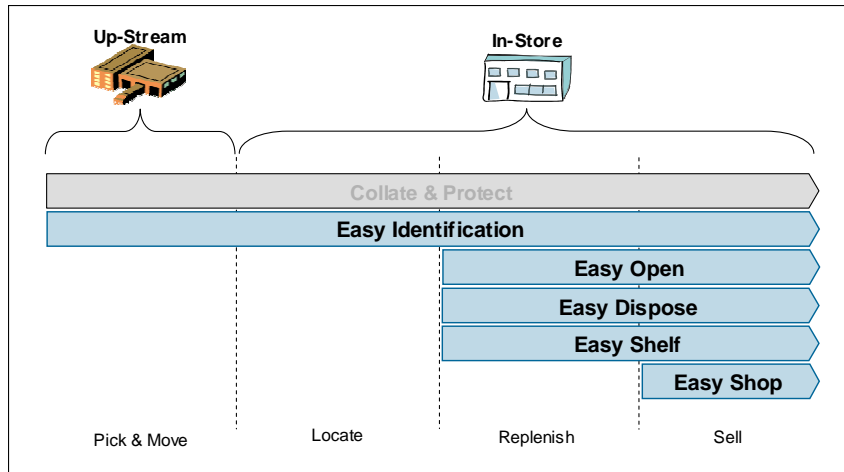 Up-Stream
In-Store
Collate & Protect
Easy Identification
Easy Open
Easy Dispose
Easy Shelf
Easy Shop
Pick & Move
Locate
Replenish
Sell